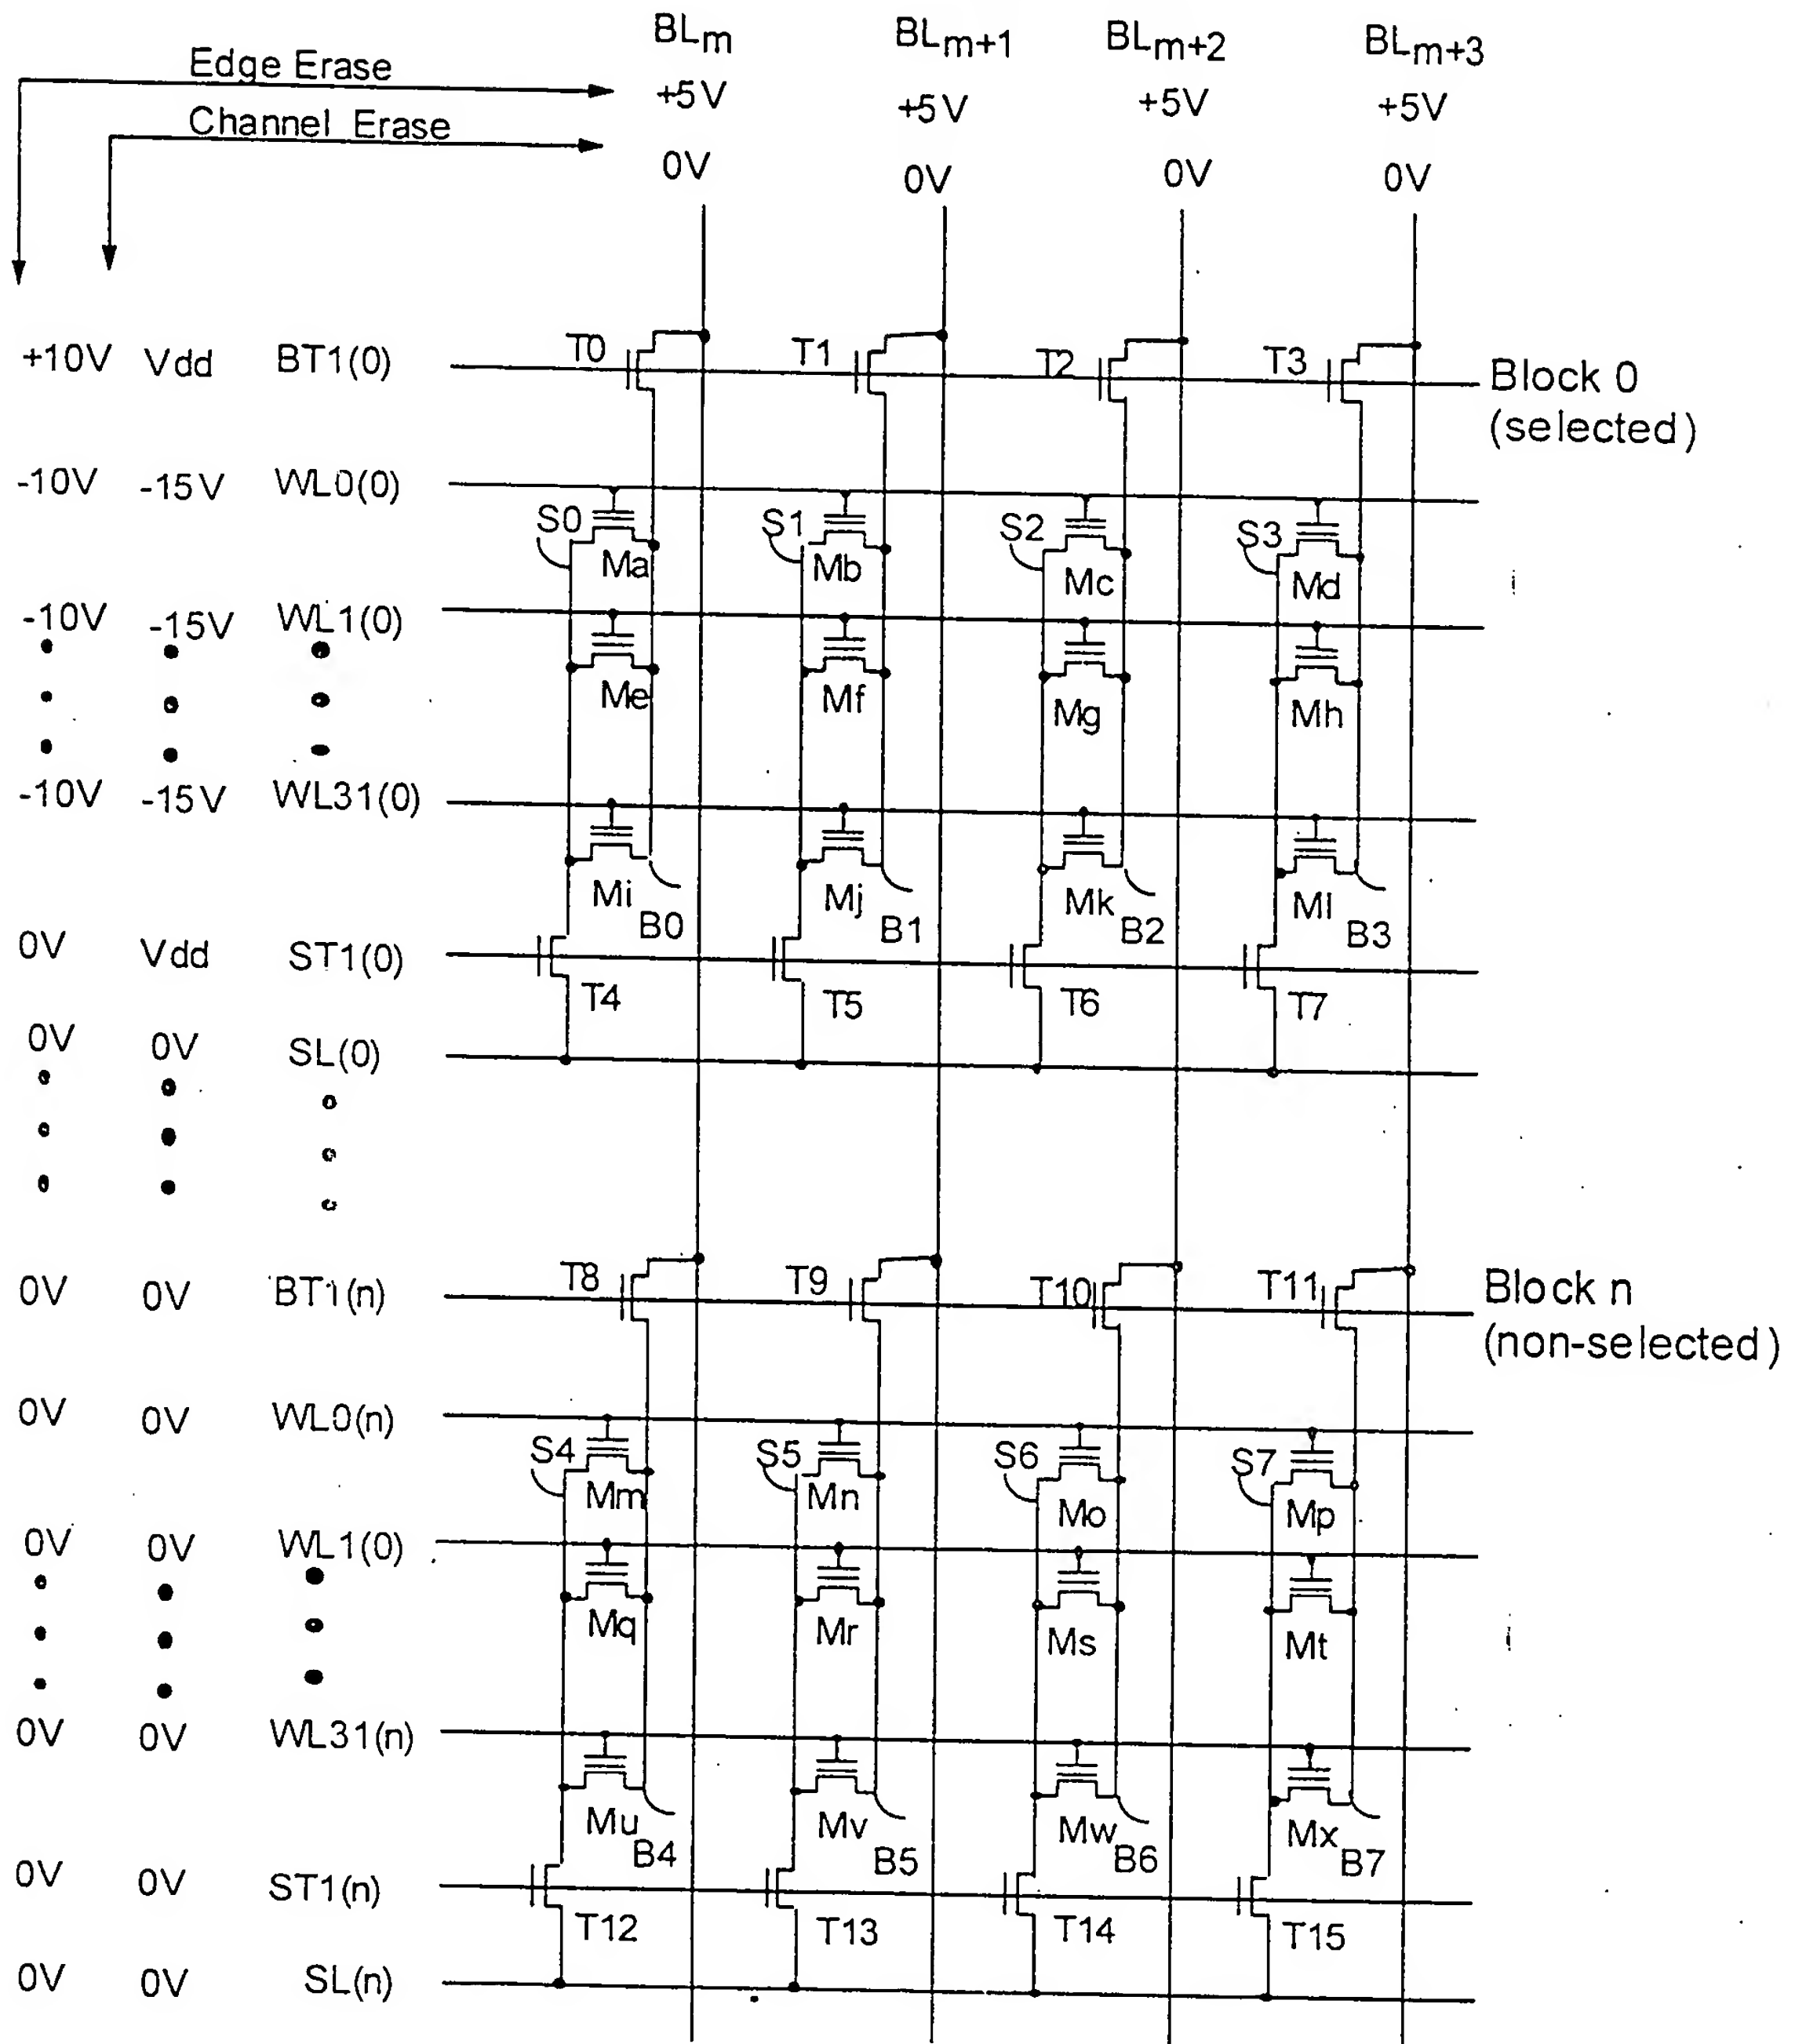 BLm BLm+1 BLm+2 BLm+3
Edge Erase +5V +5V +5V +5V
Channel Erase 0V 0V 0V 0V
+10V Vdd BT1(0) T0 T1 T2 T3 Block 0
(selected)
-10V -15V WL0(0)
S0 S1 S2 S3
Ma Mb Mc Md
-10V -15V WL1(0)
Me Mf Mg Mh
-10V -15V WL31(0)
Mi Mj Mk Ml
B0 B1 B2 B3
0V Vdd ST1(0)
T4 T5 T6 T7
0V 0V SL(0)
0V 0V BT1(n) T8 T9 T10 T11 Block n
(non-selected)
0V 0V WL0(n)
S4 S5 S6 S7
Mm Mn Mo Mp
0V 0V WL1(0)
Mq Mr Ms Mt
0V 0V WL31(n)
Mu Mv Mw Mx
B4 B5 B6 B7
0V 0V ST1(n)
T12 T13 T14 T15
0V 0V SL(n)